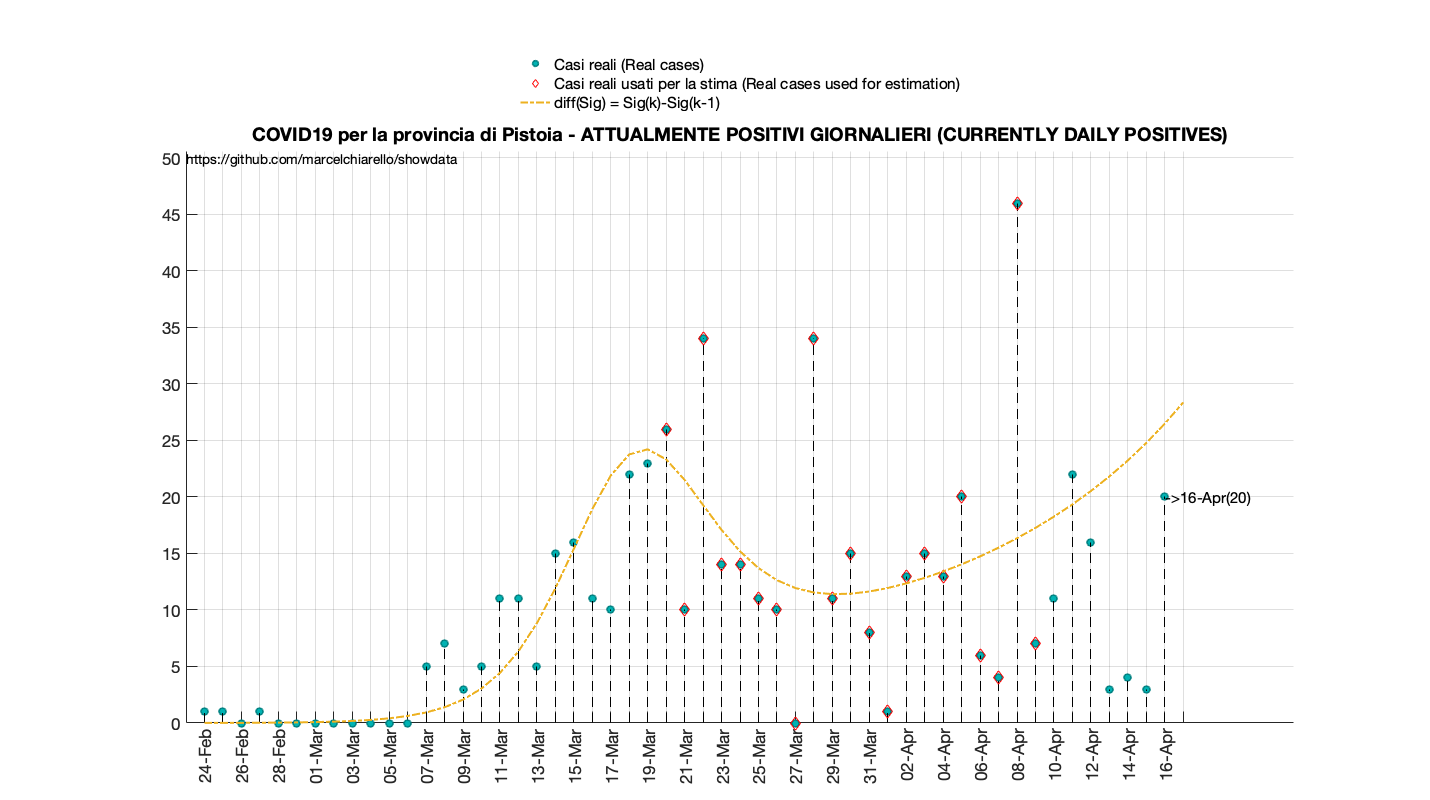 Casi reali (Real cases)
Casi reali usati per la stima (Real cases used for estimation)
diff(Sig) = Sig(k)-Sig(k-1)
COVID19 per la provincia di Pistoia - ATTUALMENTE POSITIVI GIORNALIERI (CURRENTLY DAILY POSITIVES)
https://github.com/marcelchiarello/showdata
50
45
40
35
30
25
20
15
10
5
0
->16-Apr(20)
24-Feb
26-Feb
28-Feb
01-Mar
03-Mar
05-Mar
07-Mar
09-Mar
11-Mar
13-Mar
15-Mar
17-Mar
19-Mar
21-Mar
23-Mar
25-Mar
27-Mar
29-Mar
31-Mar
02-Apr
04-Apr
06-Apr
08-Apr
10-Apr
12-Apr
14-Apr
16-Apr